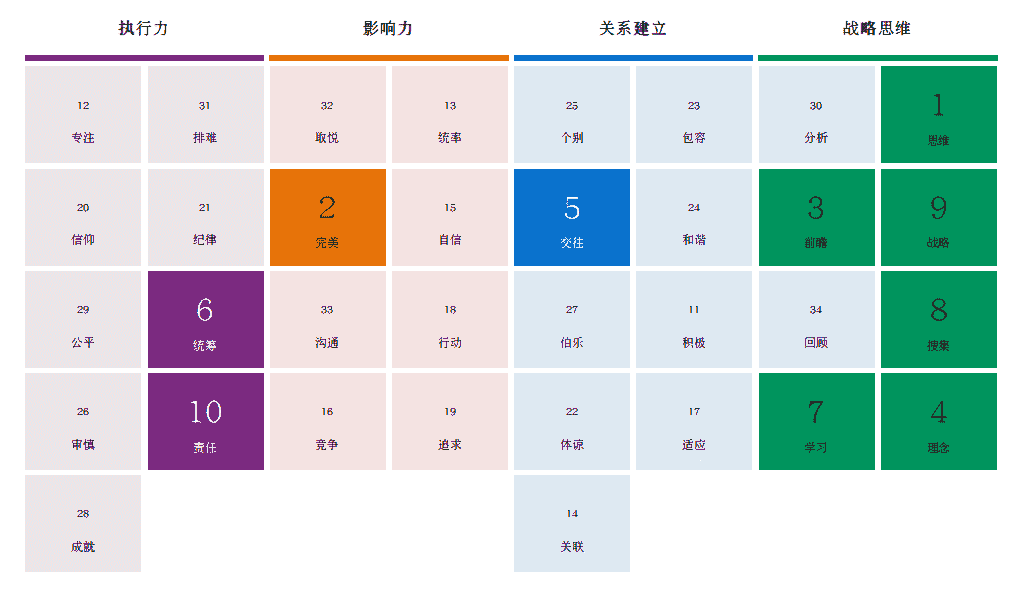 执行力 影响力 关系建立 战略思维
12 31 32 13 25 23 30 1
专注 排难 取悦 统率 个别 包容 分析 思维
20 21 2 15 5 24 3 9
信仰 纪律 完美 自信 交往 和谐 前瞻 战略
29 6 33 18 27 11 34 8
公平 统筹 沟通 行动 伯乐 积极 回顾 搜集
26 10 16 19 22 17 7 4
审慎 责任 竞争 追求 体谅 适应 学习 理念
28 14
成就 关联